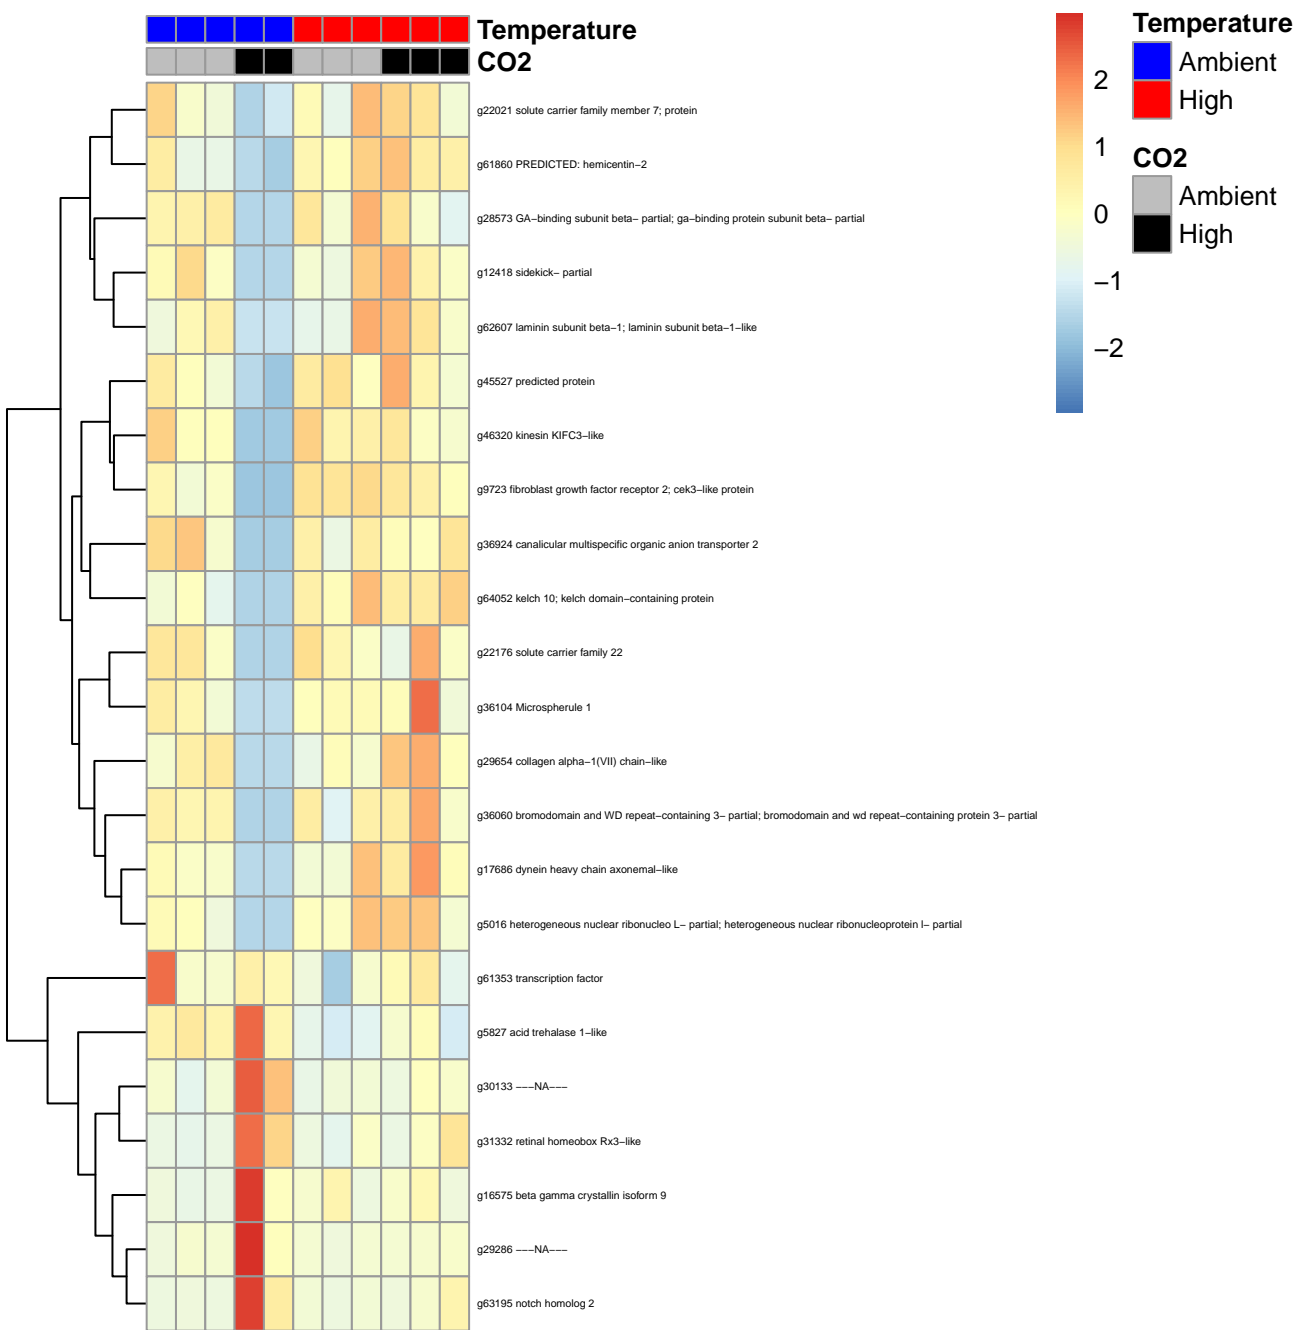 Temperature
CO2
g22021 solute carrier family member 7; protein
g61860 PREDICTED: hemicentin−2
g28573 GA−binding subunit beta− partial; ga−binding protein subunit beta− partial
g12418 sidekick− partial
g62607 laminin subunit beta−1; laminin subunit beta−1−like
g45527 predicted protein
g46320 kinesin KIFC3−like
g9723 fibroblast growth factor receptor 2; cek3−like protein
g36924 canalicular multispecific organic anion transporter 2
g64052 kelch 10; kelch domain−containing protein
g22176 solute carrier family 22
g36104 Microspherule 1
g29654 collagen alpha−1(VII) chain−like
g36060 bromodomain and WD repeat−containing 3− partial; bromodomain and wd repeat−containing protein 3− partial
g17686 dynein heavy chain axonemal−like
g5016 heterogeneous nuclear ribonucleo L− partial; heterogeneous nuclear ribonucleoprotein l− partial
g61353 transcription factor
g5827 acid trehalase 1−like
g30133 −−−NA−−−
g31332 retinal homeobox Rx3−like
g16575 beta gamma crystallin isoform 9
g29286 −−−NA−−−
g63195 notch homolog 2
2
1
0
−1
−2
Temperature
Ambient
High
CO2
Ambient
High